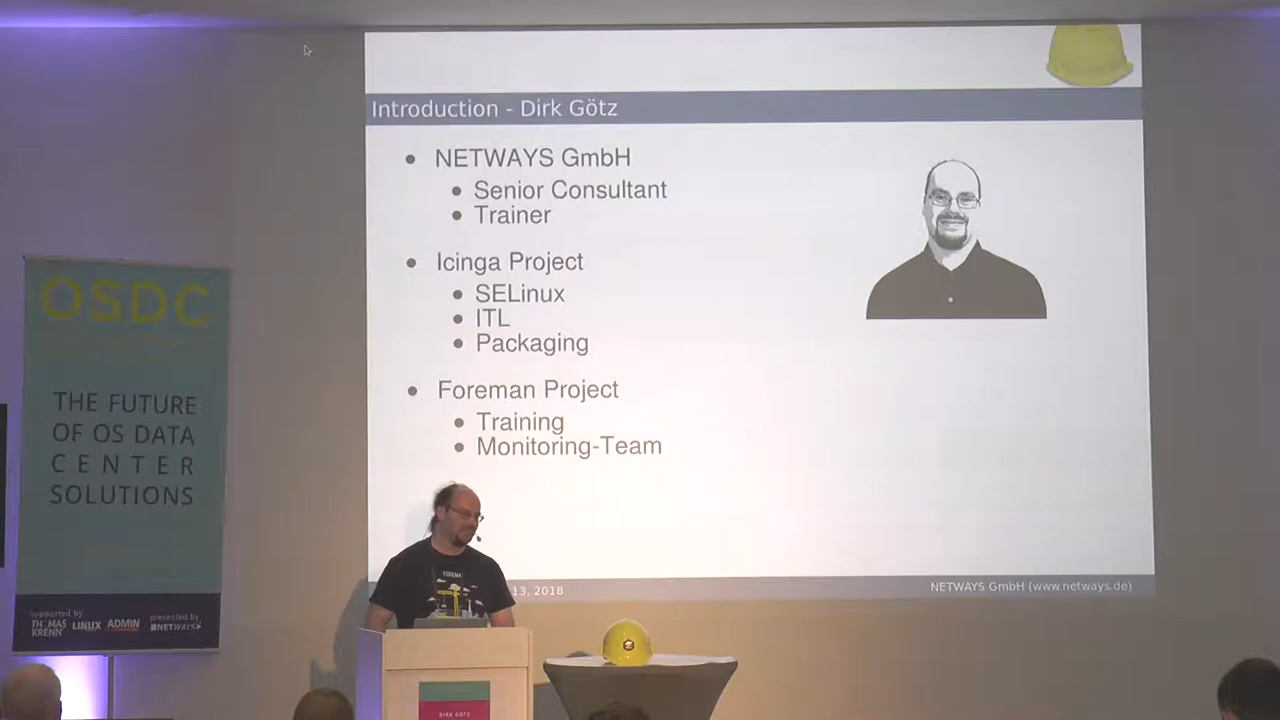 Introduction - Dirk Götz
NETWAYS GmbH
Senior Consultant
Trainer
Icinga Project
SELinux
ITL
Packaging
Foreman Project
Training
Monitoring-Team
13, 2018
NETWAYS GmbH (www.netways.de)
OSDC
THE FUTURE
OF OS DATA
CENTER
SOLUTIONS
supported by
THOMAS
KRENN
LINUX
ADMIN
presented by
NETWAYS
FOREMA
DIRK GÖTZ